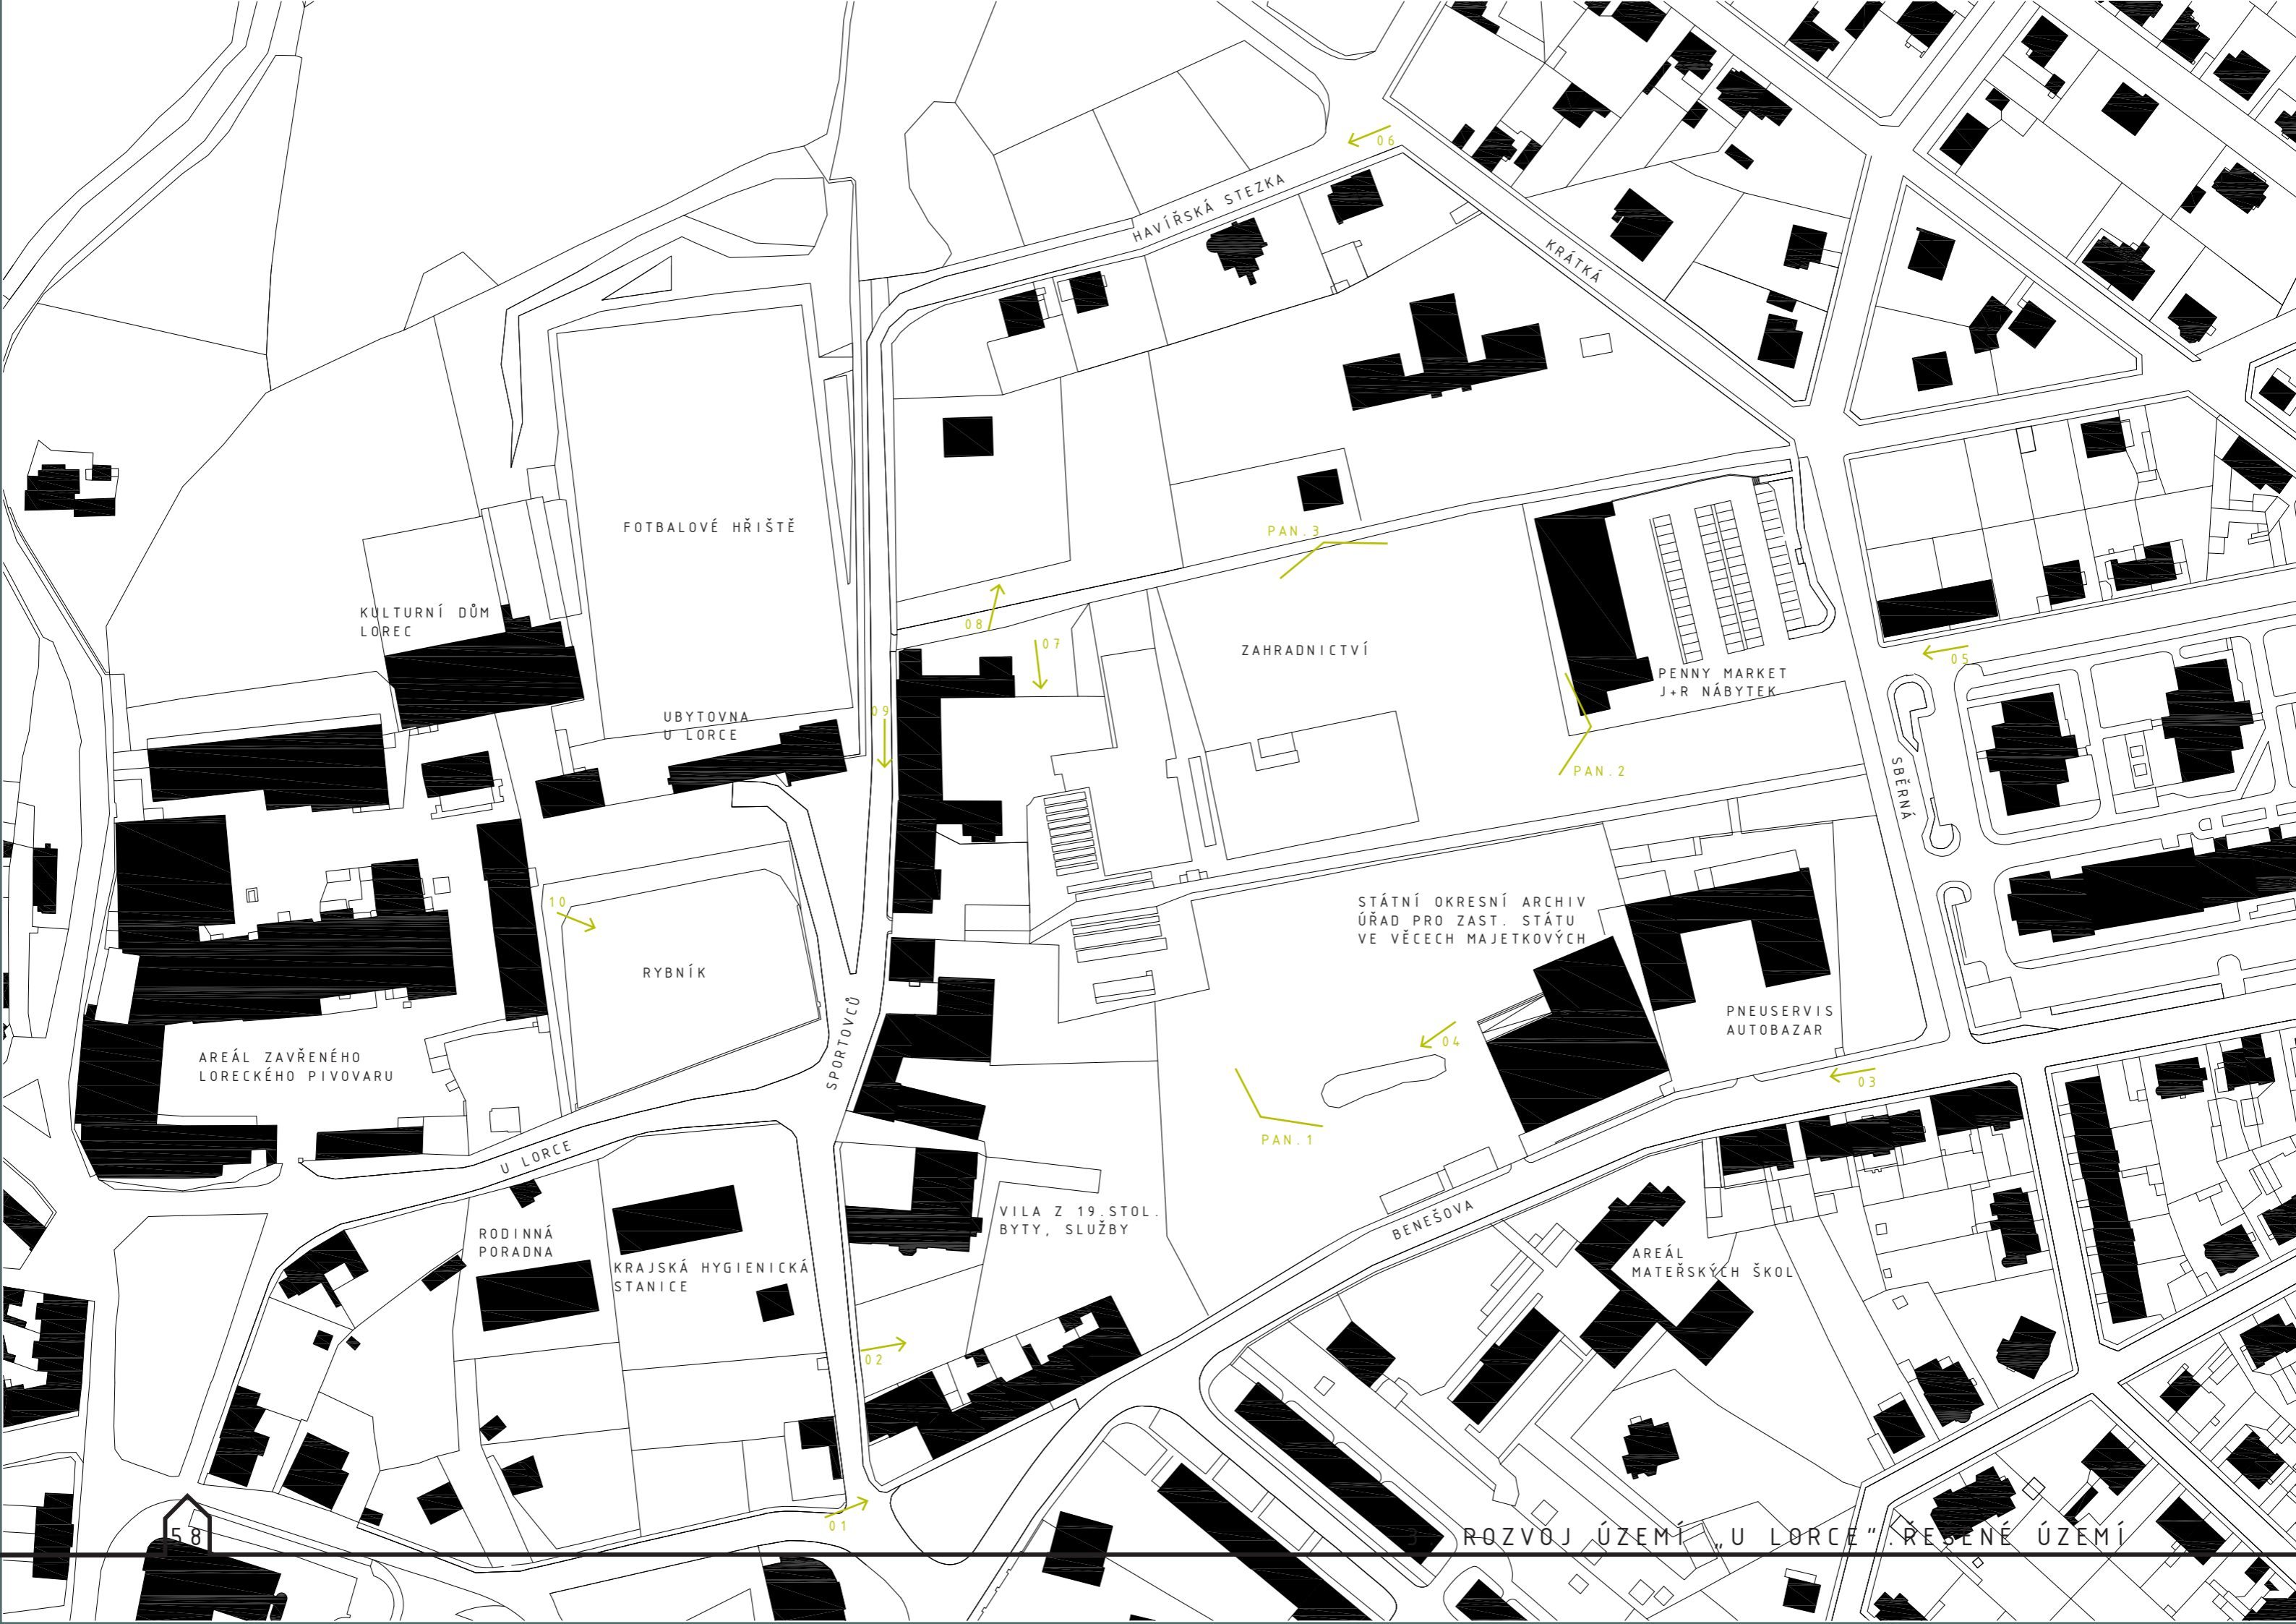 06
HAVÍŘSKÁ STEZKA
KRÁTKÁ
FOTBALOVÉ HŘIŠTĚ
PAN.3
KULTURNÍ DŮM
LOREC
08
07
ZAHRADNICTVÍ
05
PENNY MARKET
J+R NÁBYTEK
UBYTOVNA
U LORCE
09
PAN.2
SBĚRNÁ
10
STÁTNÍ OKRESNÍ ARCHIV
ÚŘAD PRO ZAST. STÁTU
VE VĚCECH MAJETKOVÝCH
RYBNÍK
SPORTOVCŮ
PNEUSERVIS
AUTOBAZAR
04
AREÁL ZAVŘENÉHO
LORECKÉHO PIVOVARU
03
PAN.1
U LORCE
VILA Z 19.STOL.
BYTY, SLUŽBY
BENEŠOVA
RODINNÁ
PORADNA
KRAJSKÁ HYGIENICKÁ
STANICE
AREÁL
MATEŘSKÝCH ŠKOL
02
01
58
3 ROZVOJ ÚZEMÍ „U LORCE“.ŘEŠENÉ ÚZEMÍ